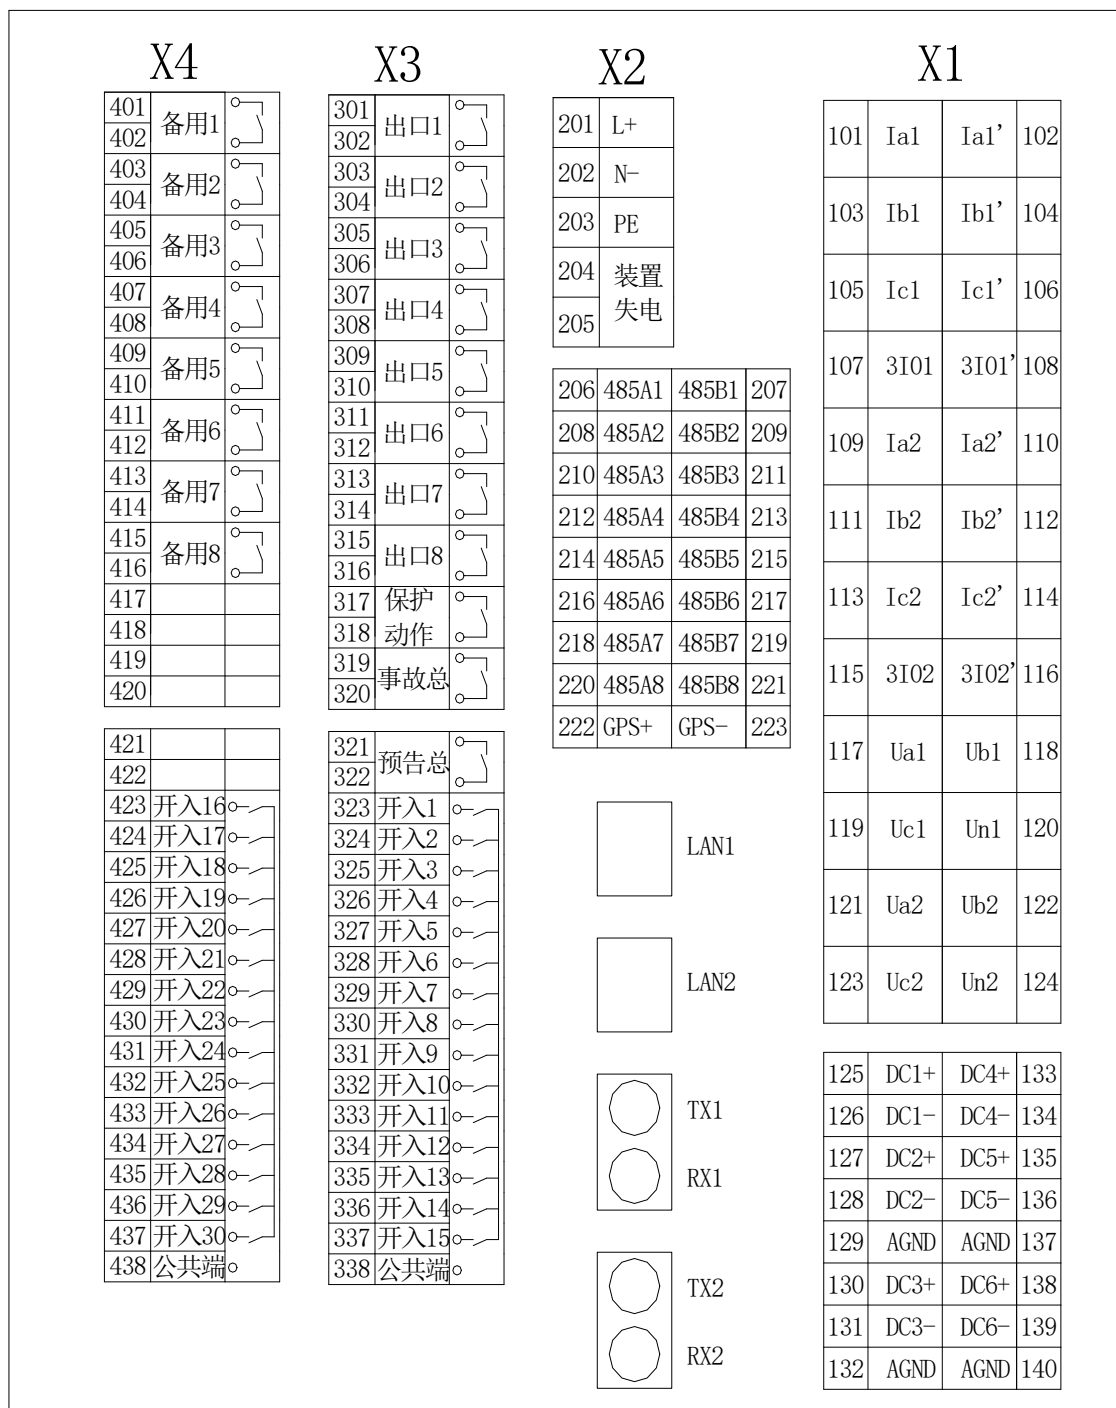 X4
401
备用1
402
403
备用2
404
405
备用3
406
407
备用4
408
409
备用5
410
411
备用6
412
413
备用7
414
415
备用8
416
417
418
419
420
421
422
423 开入16
424 开入17
425 开入18
426 开入19
427 开入20
428 开入21
429 开入22
430 开入23
431 开入24
432 开入25
433 开入26
434 开入27
435 开入28
436 开入29
437 开入30
438 公共端
X3
301
出口1
302
303
出口2
304
305
出口3
306
307
出口4
308
309
出口5
310
311
出口6
312
313
出口7
314
315
出口8
316
317 保护
318 动作
319
事故总
320
321
预告总
322
323 开入1
324 开入2
325 开入3
326 开入4
327 开入5
328 开入6
329 开入7
330 开入8
331 开入9
332 开入10
333 开入11
334 开入12
335 开入13
336 开入14
337 开入15
338 公共端
X2
201 L+
202 N-
203 PE
204 装置
205 失电
206 485A1 485B1 207
208 485A2 485B2 209
210 485A3 485B3 211
212 485A4 485B4 213
214 485A5 485B5 215
216 485A6 485B6 217
218 485A7 485B7 219
220 485A8 485B8 221
222 GPS+ GPS- 223
LAN1
LAN2
TX1
RX1
TX2
RX2
X1
101 Ia1 Ia1' 102
103 Ib1 Ib1' 104
105 Ic1 Ic1' 106
107 3I01 3I01' 108
109 Ia2 Ia2' 110
111 Ib2 Ib2' 112
113 Ic2 Ic2' 114
115 3I02 3I02' 116
117 Ua1 Ub1 118
119 Uc1 Un1 120
121 Ua2 Ub2 122
123 Uc2 Un2 124
125 DC1+ DC4+ 133
126 DC1- DC4- 134
127 DC2+ DC5+ 135
128 DC2- DC5- 136
129 AGND AGND 137
130 DC3+ DC6+ 138
131 DC3- DC6- 139
132 AGND AGND 140